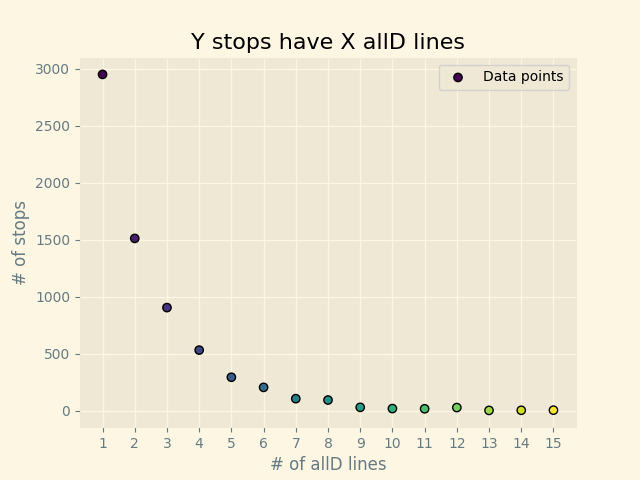 Y stops have X allD lines
Data points
3000
2500
2000
1500
1000
500
0
# of stops
1 2 3 4 5 6 7 8 9 10 11 12 13 14 15
# of allD lines